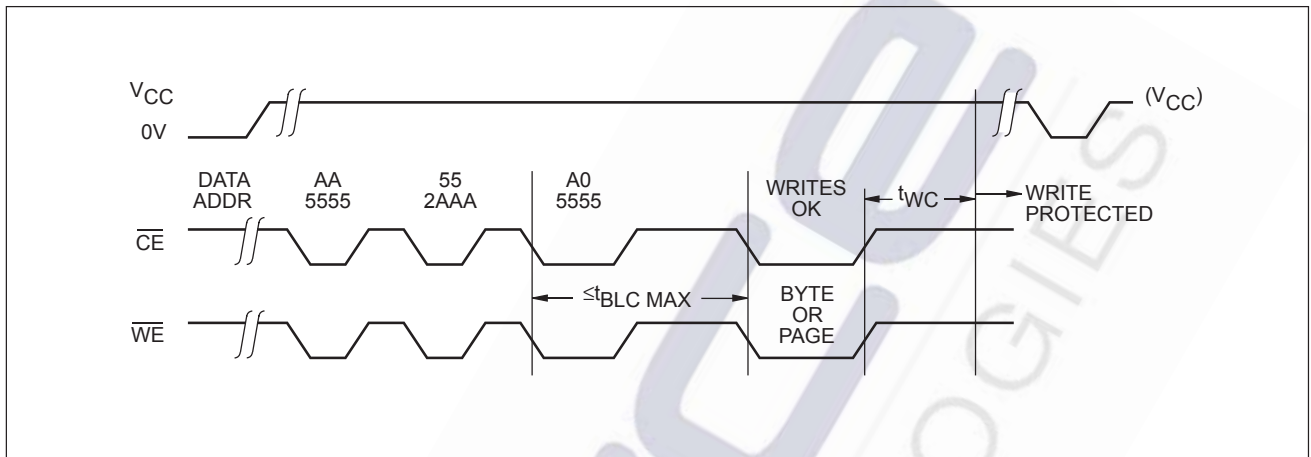 VCC
0V
(VCC)
DATA AA 55 A0 WRITES
ADDR 5555 2AAA 5555 OK
tWC
WRITE
PROTECTED
CE
≤tBLC MAX
BYTE
OR
PAGE
WE
OGIES